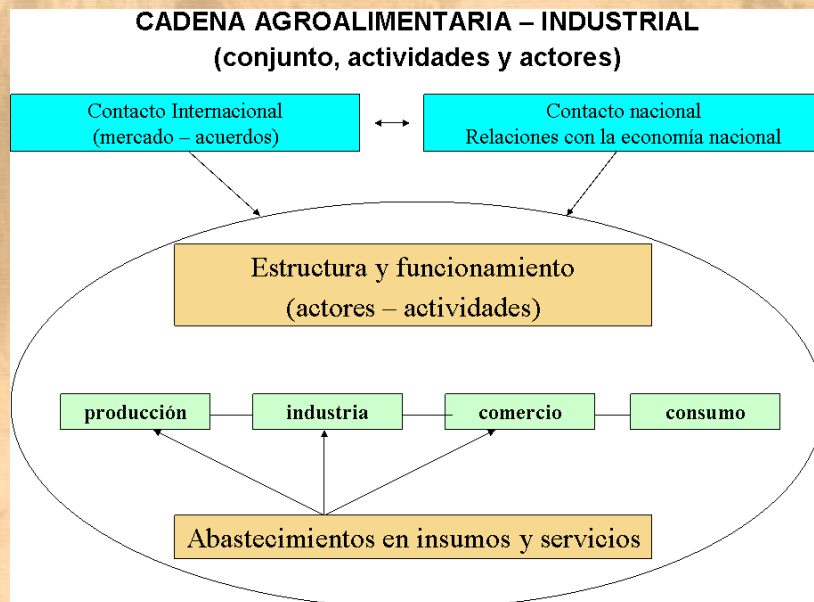 CADENA AGROALIMENTARIA – INDUSTRIAL
(conjunto, actividades y actores)
Contacto Internacional
(mercado – acuerdos)
Contacto nacional
Relaciones con la economía nacional
Estructura y funcionamiento
(actores – actividades)
producción
industria
comercio
consumo
Abastecimientos en insumos y servicios